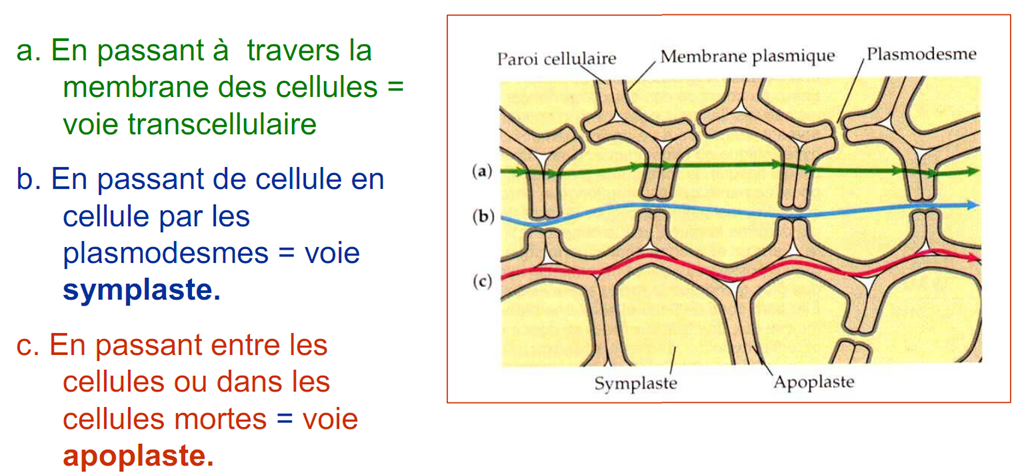 a. En passant à travers la
membrane des cellules =
voie transcellulaire
b. En passant de cellule en
cellule par les
plasmodesmes = voie
symplaste.
c. En passant entre les
cellules ou dans les
cellules mortes = voie
apoplaste.
Paroi cellulaire
Membrane plasmique
Plasmodesme
(a)
(b)
(c)
Symplaste
Apoplaste